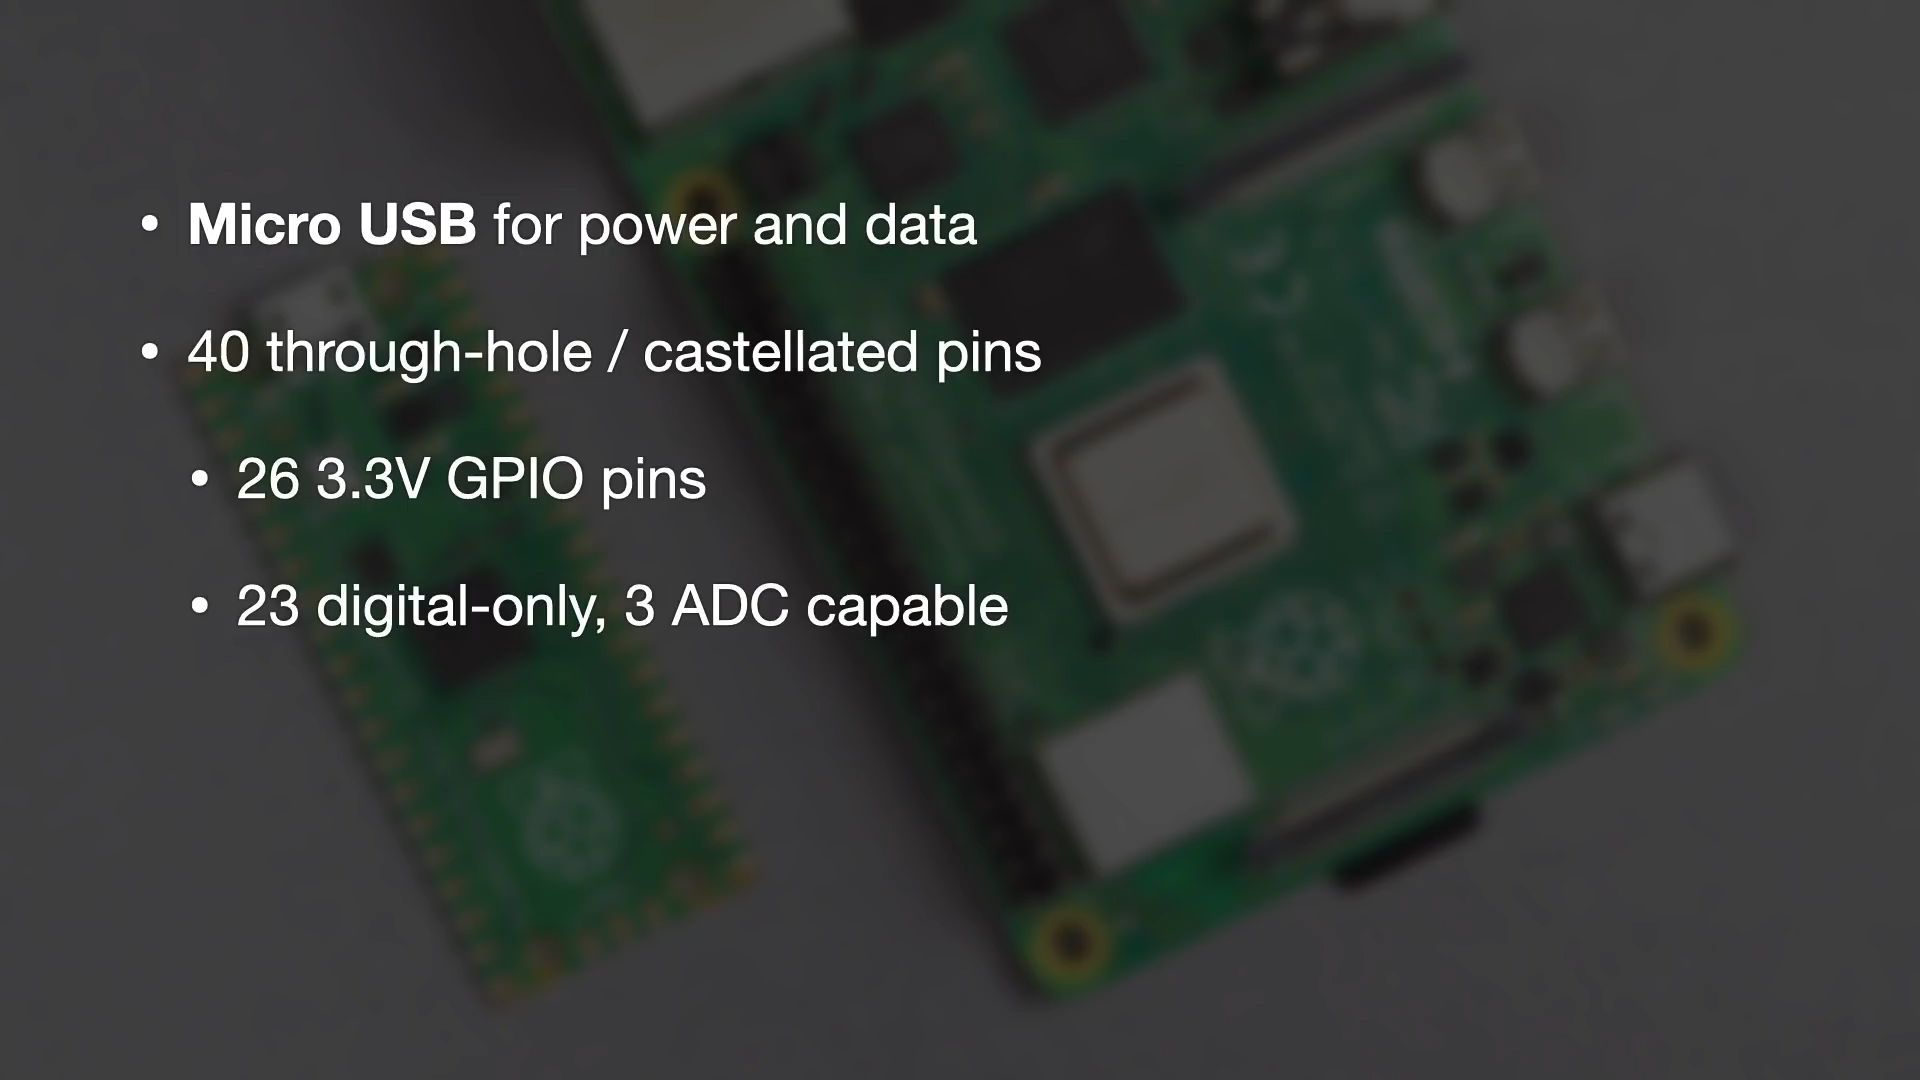 • Micro USB for power and data
• 40 through-hole / castellated pins
• 26 3.3V GPIO pins
• 23 digital-only, 3 ADC capable